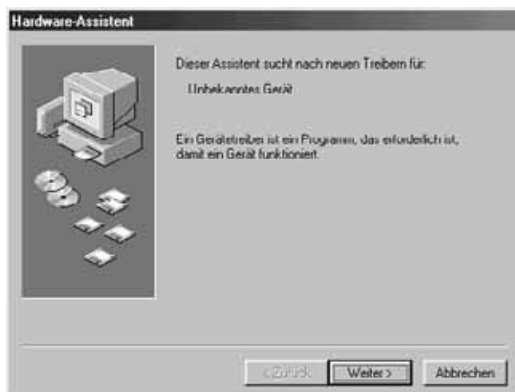 Hardware-Assistent
Dieser Assistent sucht nach neuen Treibern für:
Unbekanntes Gerät
Ein Gerätetreiber ist ein Programm, das erforderlich ist,
damit ein Gerät funktioniert.
< Zurück Weiter > Abbrechen